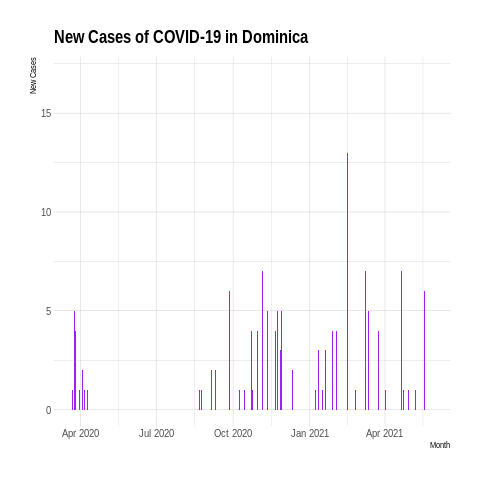 New Cases of COVID-19 in Dominica
New Cases
15
10
5
0
Apr 2020
Jul 2020
Oct 2020
Jan 2021
Apr 2021
Month